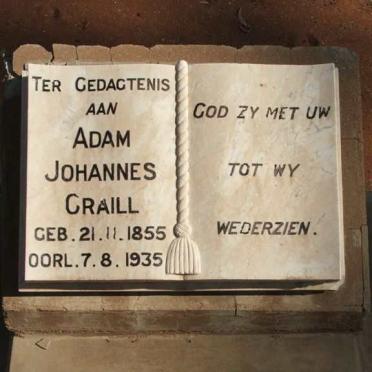 TER GEDACTENIS
AAN
ADAM
JOHANNES
GRAILL
GEB. 21.11.1855
OORL. 7.8.1935
GOD ZY MET UW
TOT WY
WEDERZIEN.